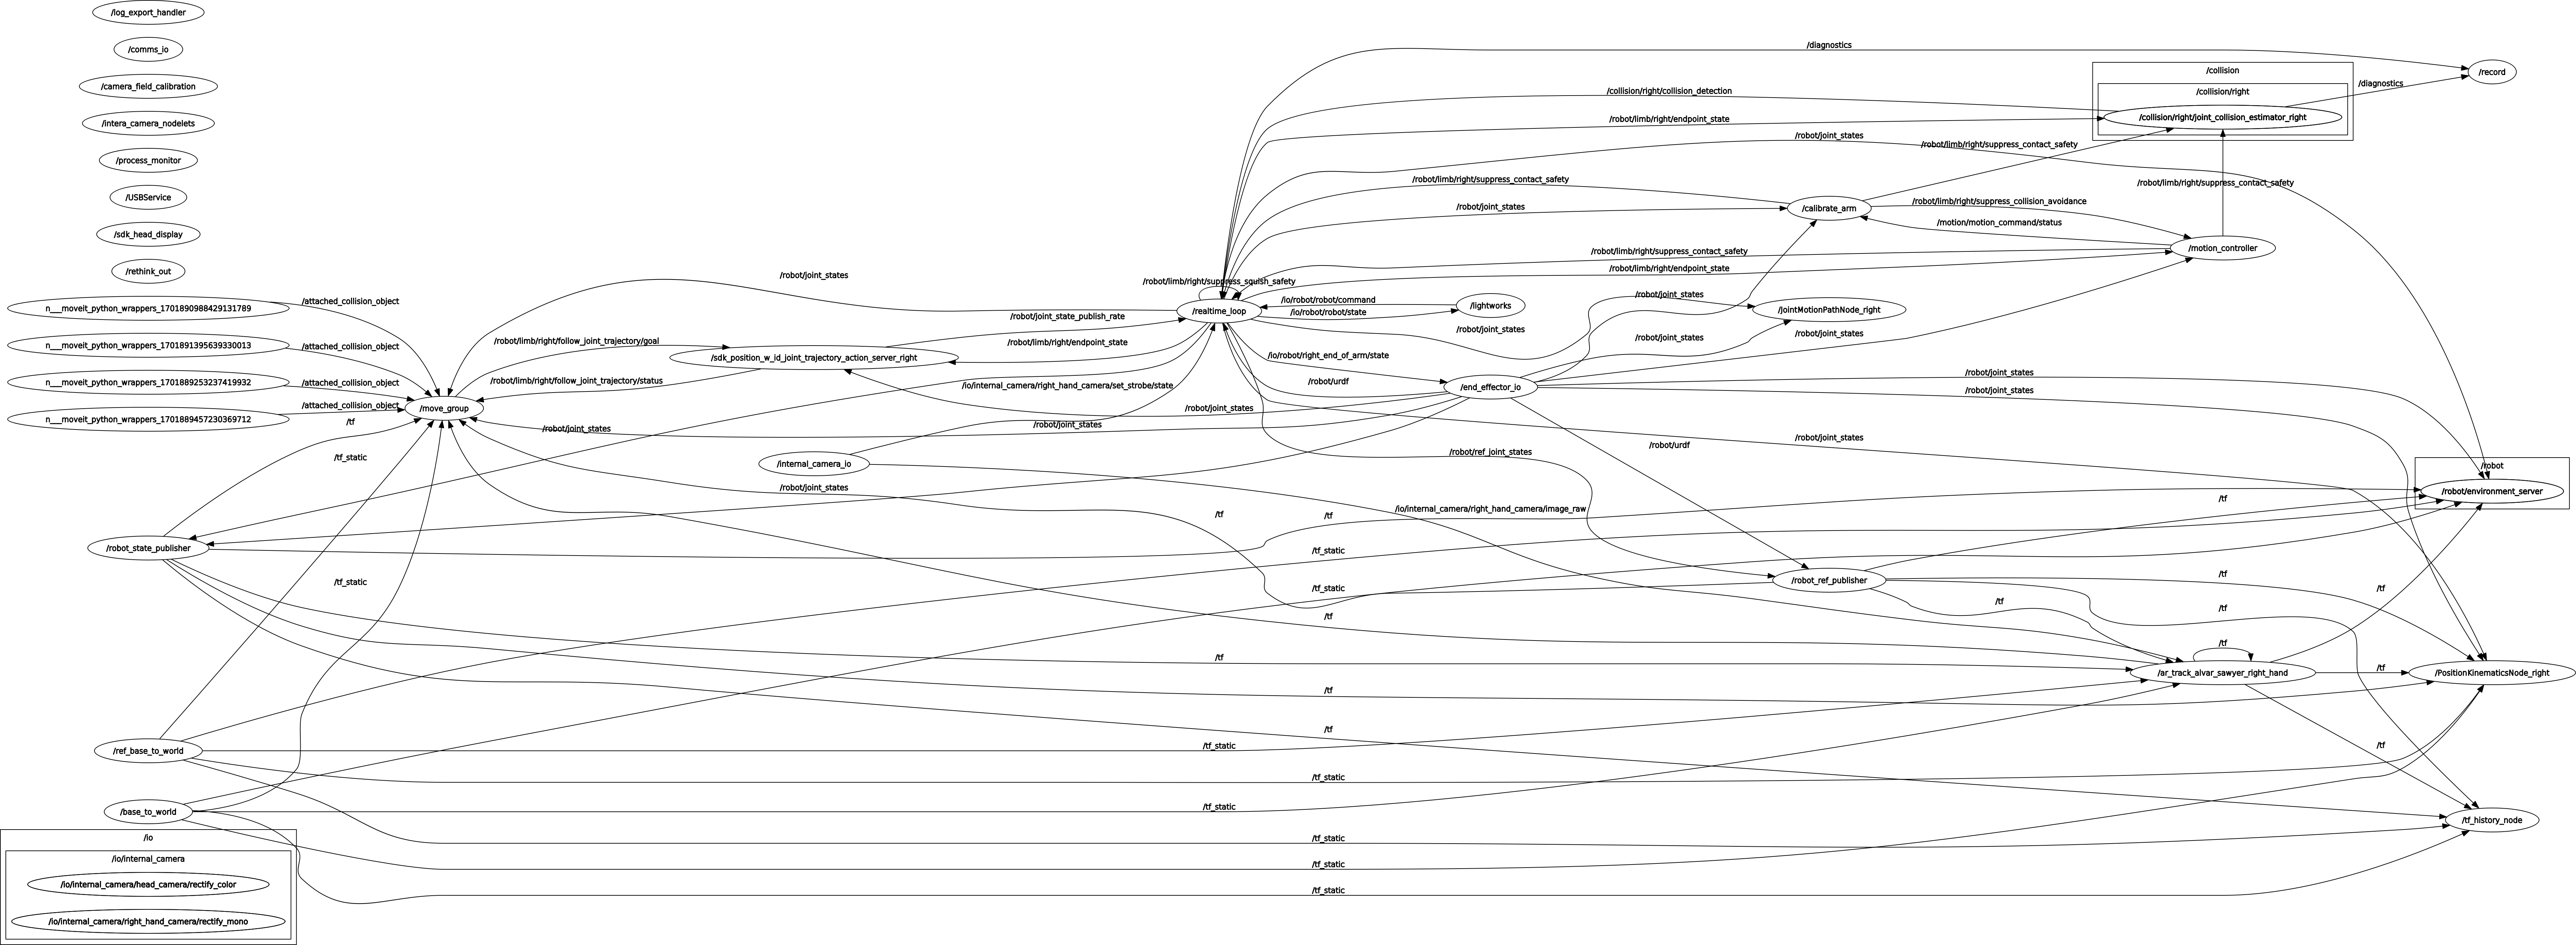 /log_export_handler
/comms_io
/camera_field_calibration
/intera_camera_nodelets
/process_monitor
/USBService
/sdk_head_display
/rethink_out
n___moveit_python_wrappers_1701890988429131789
n___moveit_python_wrappers_1701891395639330013
n___moveit_python_wrappers_1701889253237419932
n___moveit_python_wrappers_1701889457230369712
/robot_state_publisher
/ref_base_to_world
/base_to_world
/io
/io/internal_camera
/io/internal_camera/head_camera/rectify_color
/io/internal_camera/right_hand_camera/rectify_mono
/attached_collision_object
/attached_collision_object
/attached_collision_object
/attached_collision_object
/tf
/tf_static
/tf_static
/move_group
/robot/limb/right/follow_joint_trajectory/goal
/robot/limb/right/follow_joint_trajectory/status
/robot/joint_states
/robot/joint_states
/robot/joint_states
/sdk_position_w_id_joint_trajectory_action_server_right
/internal_camera_io
/robot/joint_state_publish_rate
/robot/limb/right/endpoint_state
/io/internal_camera/right_hand_camera/set_strobe/state
/robot/joint_states
/robot/limb/right/suppress_squish_safety
/realtime_loop
/robot/joint_states
/tf
/tf
/tf_static
/tf_static
/io/robot/robot/command
/io/robot/robot/state
/io/robot/right_end_of_arm/state
/robot/urdf
/tf
/tf_static
/tf_static
/tf
/tf
/tf
/tf_static
/tf_static
/tf_static
/tf_static
/robot/limb/right/suppress_contact_safety
/robot/joint_states
/lightworks
/robot/joint_states
/end_effector_io
/robot/ref_joint_states
/io/internal_camera/right_hand_camera/image_raw
/collision/right/collision_detection
/robot/limb/right/endpoint_state
/robot/limb/right/suppress_contact_safety
/robot/limb/right/endpoint_state
/robot/joint_states
/robot/joint_states
/robot/urdf
/diagnostics
/robot/joint_states
/calibrate_arm
/JointMotionPathNode_right
/robot/joint_states
/robot/joint_states
/robot_ref_publisher
/robot/limb/right/suppress_contact_safety
/robot/limb/right/suppress_collision_avoidance
/motion/motion_command/status
/robot/joint_states
/robot/joint_states
/tf
/collision
/collision/right
/collision/right/joint_collision_estimator_right
/robot/limb/right/suppress_contact_safety
/motion_controller
/tf
/tf
/tf
/tf
/ar_track_alvar_sawyer_right_hand
/diagnostics
/tf
/tf
/tf
/record
/robot
/robot/environment_server
/PositionKinematicsNode_right
/tf_history_node